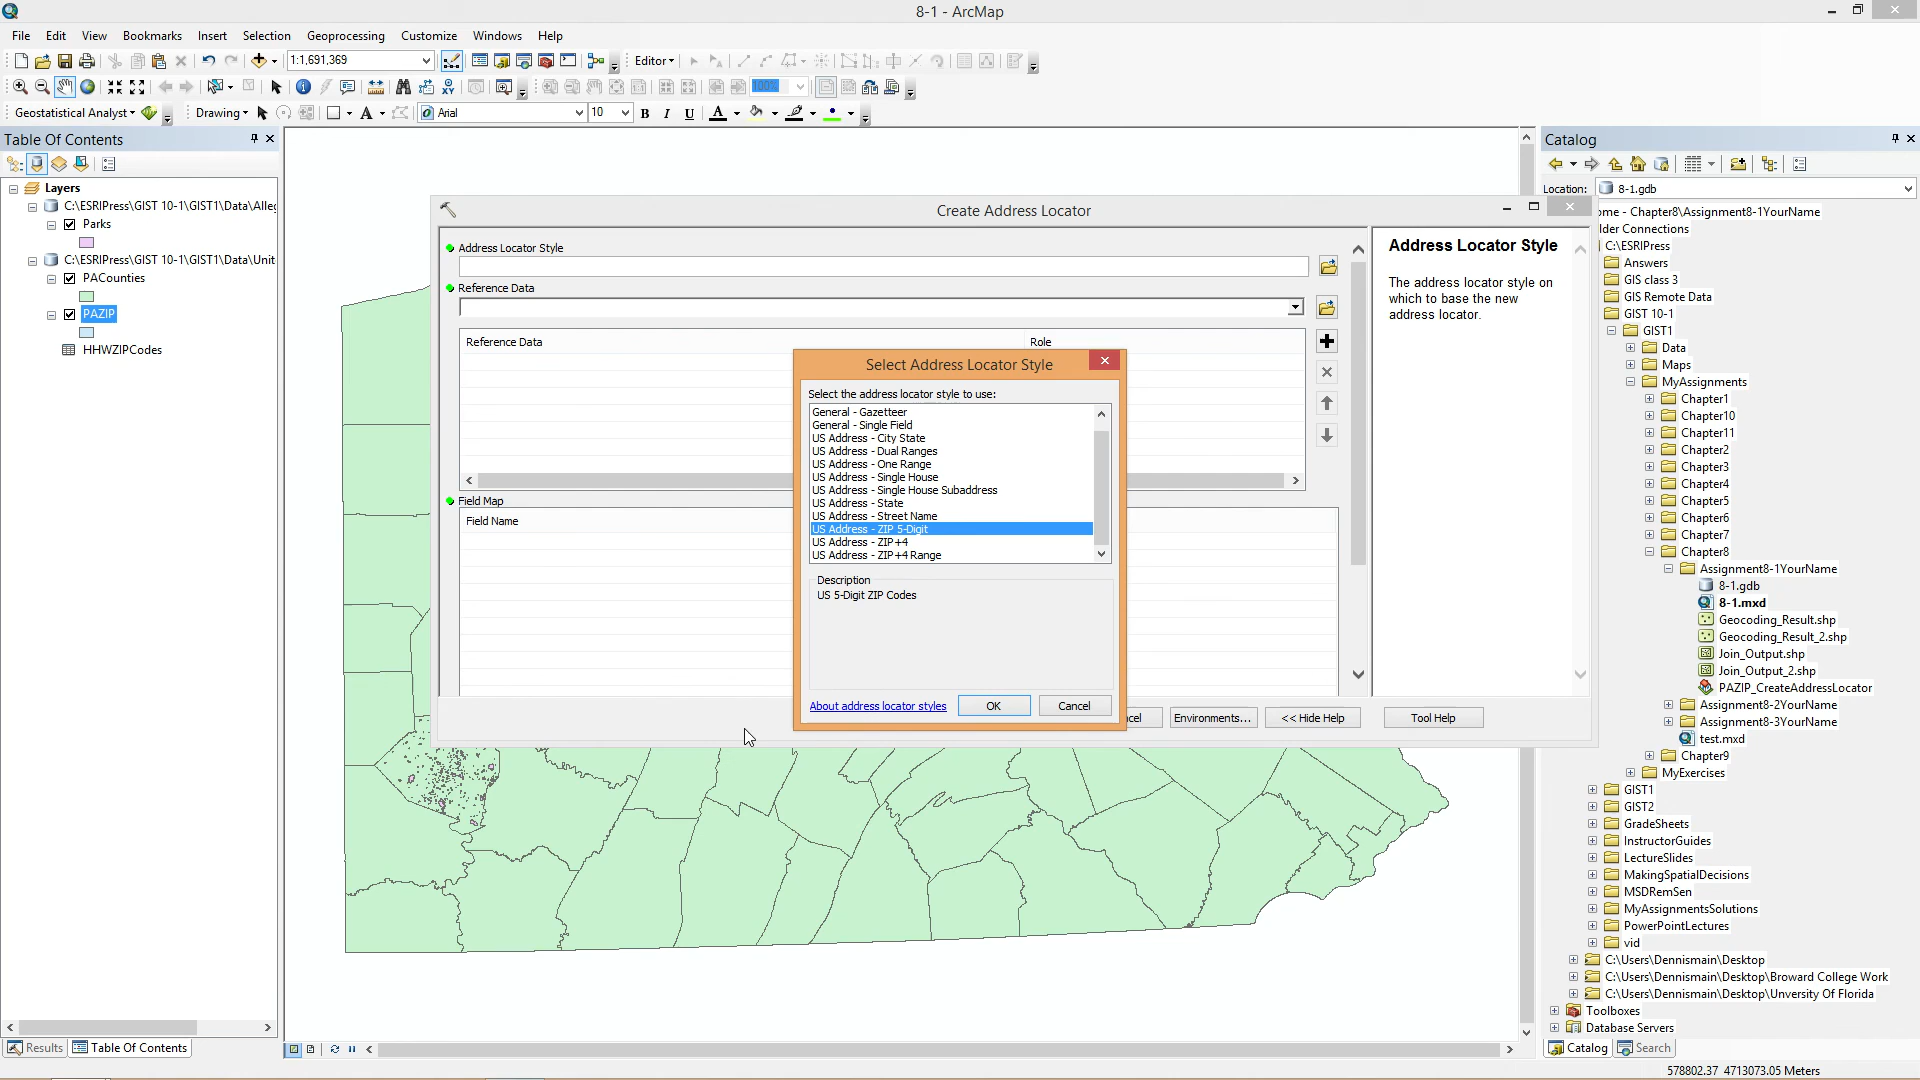 8-1 - ArcMap
File Edit View Bookmarks Insert Selection Geoprocessing Customize Windows Help
1:1,691,369
Editor
100%
Geostatistical Analyst
Drawing
Arial
10
B I U A
Table Of Contents
Layers
C:\ESRIPress\GIST 10-1\GIST1\Data\Alleg
Parks
C:\ESRIPress\GIST 10-1\GIST1\Data\Unit
PACounties
PAZIP
HHWZIPCodes
Results
Table Of Contents
Create Address Locator
Address Locator Style
Reference Data
Reference Data Role
Field Map
Field Name
Select Address Locator Style
Select the address locator style to use:
General - Gazetteer
General - Single Field
US Address - City State
US Address - Dual Ranges
US Address - One Range
US Address - Single House
US Address - Single House Subaddress
US Address - State
US Address - Street Name
US Address - ZIP 5-Digit
US Address - ZIP+4
US Address - ZIP+4 Range
Description
US 5-Digit ZIP Codes
About address locator styles
OK
Cancel
ncel
Environments...
<< Hide Help
Tool Help
Address Locator Style
The address locator style on
which to base the new
address locator.
Catalog
Location: 8-1.gdb
ome - Chapter8\Assignment8-1YourName
lder Connections
C:\ESRIPress
Answers
GIS class 3
GIS Remote Data
GIST 10-1
GIST1
Data
Maps
MyAssignments
Chapter1
Chapter10
Chapter11
Chapter2
Chapter3
Chapter4
Chapter5
Chapter6
Chapter7
Chapter8
Assignment8-1YourName
8-1.gdb
8-1.mxd
Geocoding_Result.shp
Geocoding_Result_2.shp
Join_Output.shp
Join_Output_2.shp
PAZIP_CreateAddressLocator
Assignment8-2YourName
Assignment8-3YourName
test.mxd
Chapter9
MyExercises
GIST1
GIST2
GradeSheets
InstructorGuides
LectureSlides
MakingSpatialDecisions
MSDRemSen
MyAssignmentsSolutions
PowerPointLectures
vid
C:\Users\Dennismain\Desktop
C:\Users\Dennismain\Desktop\Broward College Work
C:\Users\Dennismain\Desktop\Unversity Of Florida
Toolboxes
Database Servers
Catalog
Search
578802.37 4713073.05 Meters